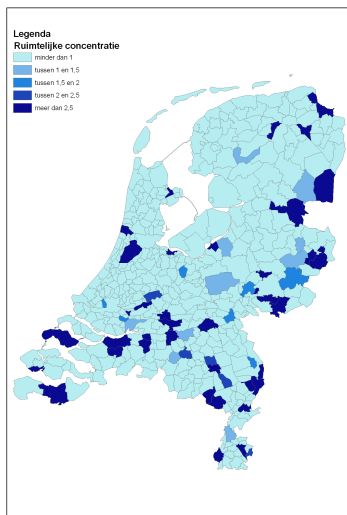 Legenda
Ruimtelijke concentratie
minder dan 1
tussen 1 en 1,5
tussen 1,5 en 2
tussen 2 en 2,5
meer dan 2,5